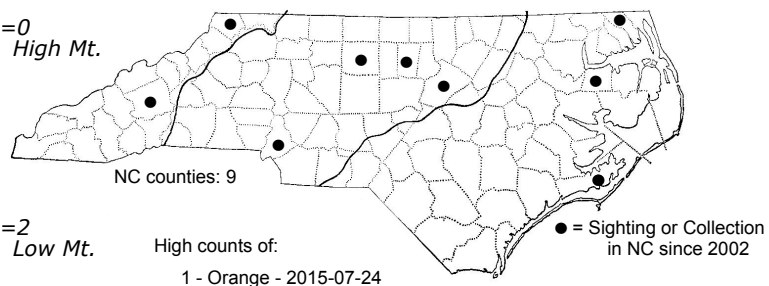 =0
High Mt.
NC counties: 9
=2
Low Mt.
High counts of:
1 - Orange - 2015-07-24
● = Sighting or Collection
in NC since 2002